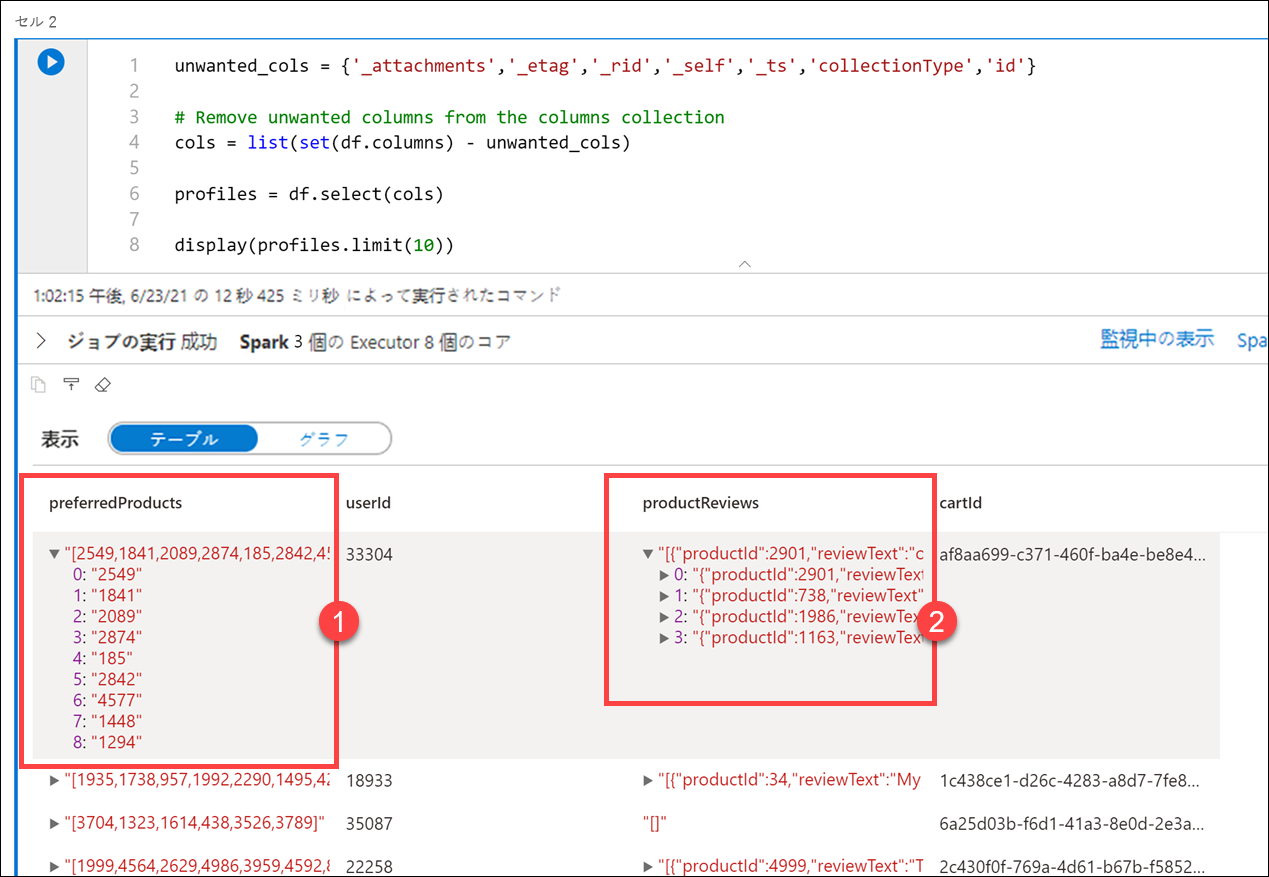 セル 2
1 unwanted_cols = {'_attachments','_etag','_rid','_self','_ts','collectionType','id'}
2
3 # Remove unwanted columns from the columns collection
4 cols = list(set(df.columns) - unwanted_cols)
5
6 profiles = df.select(cols)
7
8 display(profiles.limit(10))
1:02:15 午後, 6/23/21 の 12 秒 425 ミリ秒 によって実行されたコマンド
ジョブの実行 成功 Spark 3 個の Executor 8 個のコア 監視中の表示 Spa
表示 テーブル グラフ
preferredProducts userId productReviews cartId
"[2549,1841,2089,2874,185,2842,45 33304 "[{"productId":2901,"reviewText":"c af8aa699-c371-460f-ba4e-be8e4...
0: "2549" 0: "{"productId":2901,"reviewTex
1: "1841" 1: "{"productId":738,"reviewText"
2: "2089" 2: "{"productId":1986,"reviewTex
3: "2874" 3: "{"productId":1163,"reviewTex
4: "185"
5: "2842"
6: "4577"
7: "1448"
8: "1294"
1
2
"[1935,1738,957,1992,2290,1495,42 18933 "[{"productId":34,"reviewText":"My 1c438ce1-d26c-4283-a8d7-7fe8...
"[3704,1323,1614,438,3526,3789]" 35087 "[]" 6a25d03b-f6d1-41a3-8e0d-2e3a...
"[1999,4564,2629,4986,3959,4592,8 22258 "[{"productId":4999,"reviewText":"T 2c430f0f-769a-4d61-b67b-f5852...